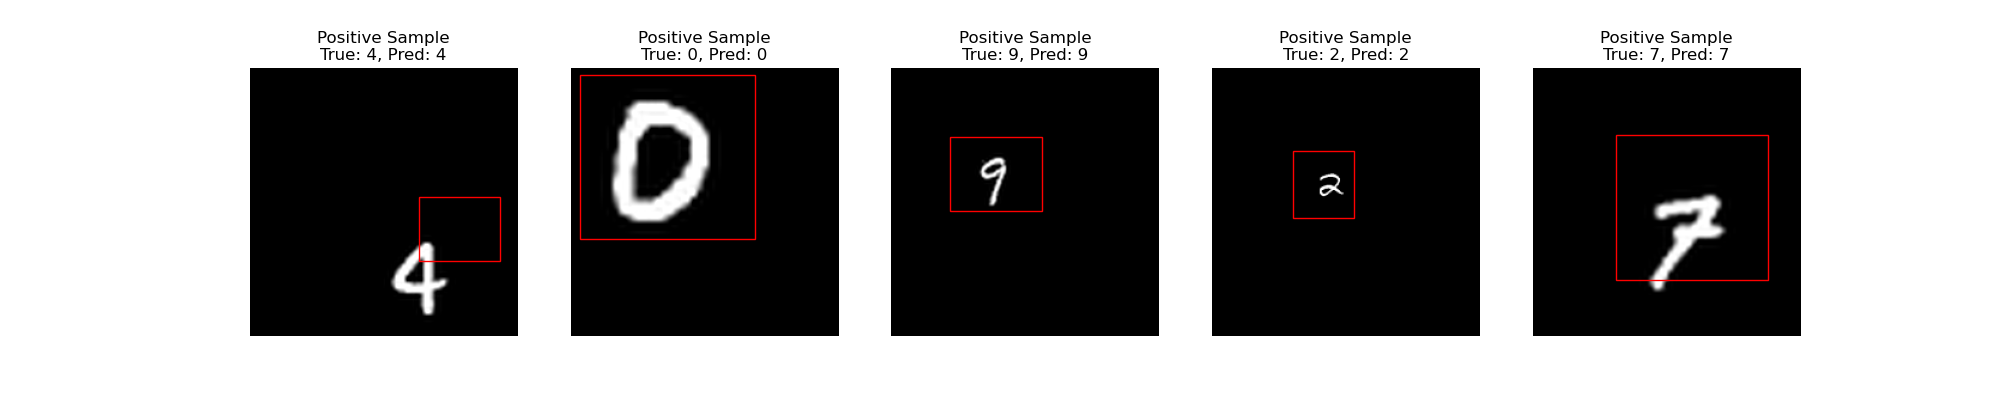 Positive Sample
True: 4, Pred: 4
4
Positive Sample
True: 0, Pred: 0
0
Positive Sample
True: 9, Pred: 9
9
Positive Sample
True: 2, Pred: 2
2
Positive Sample
True: 7, Pred: 7
7